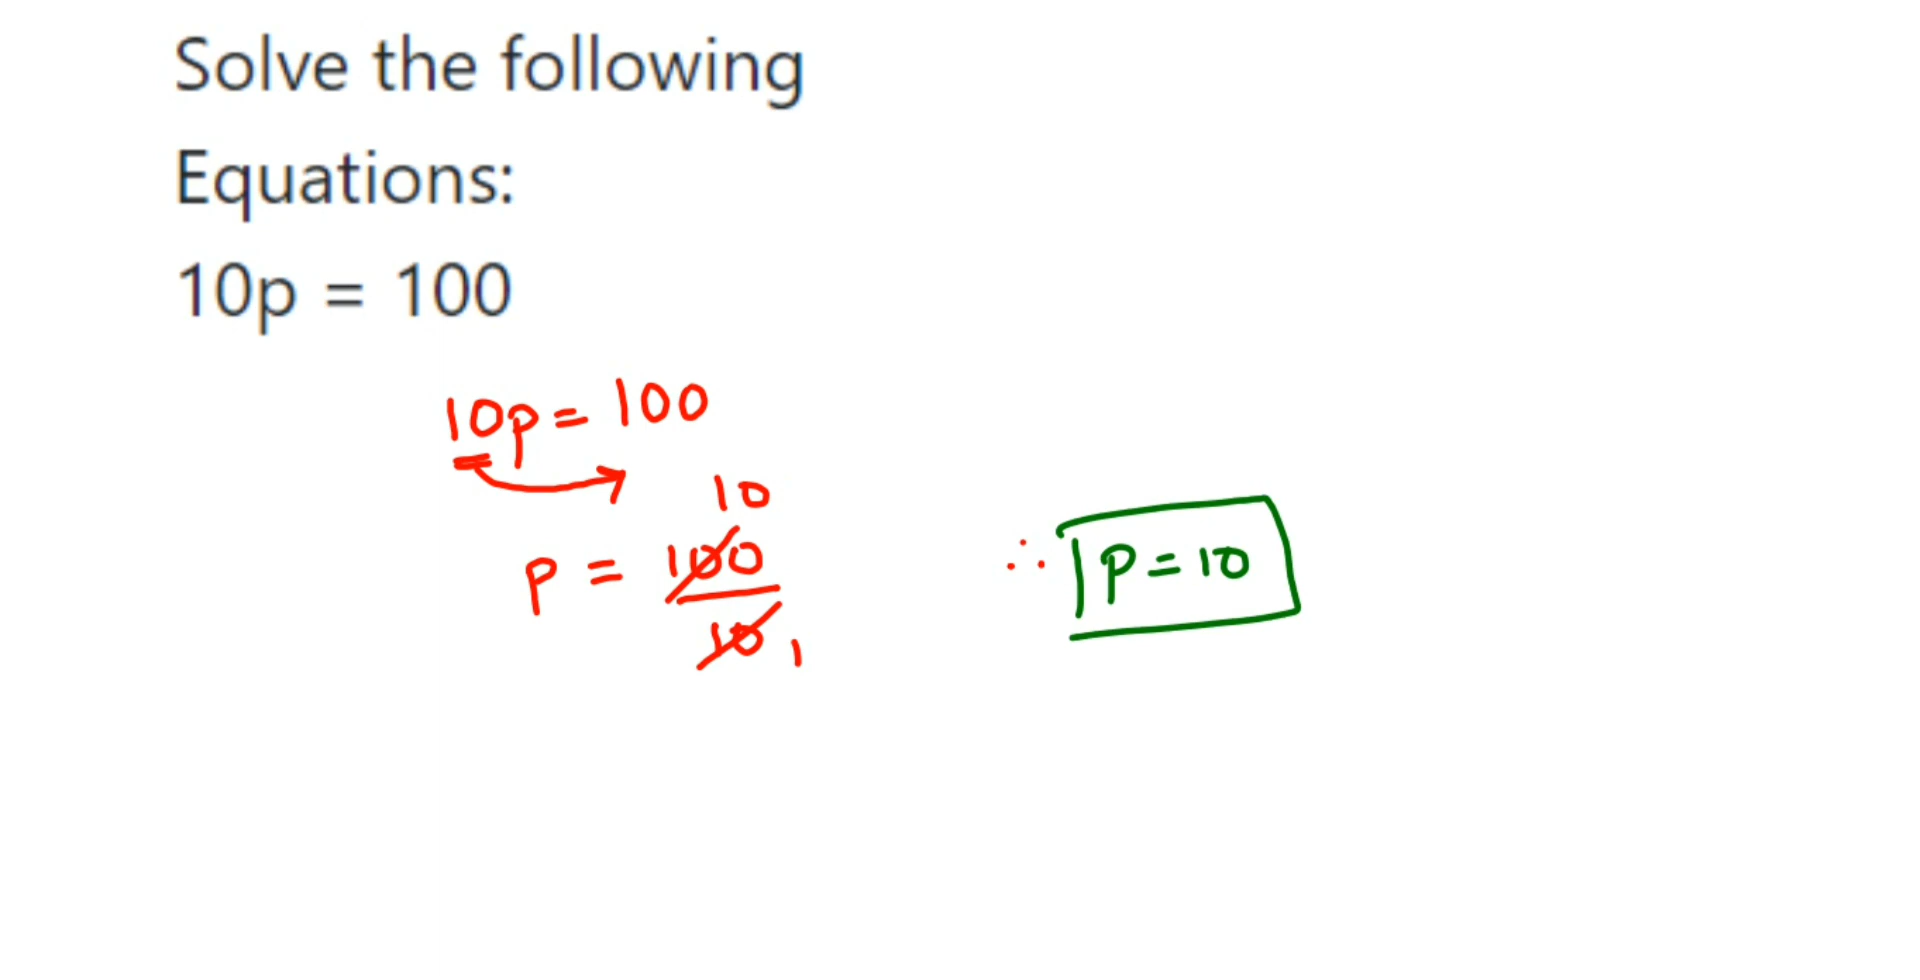 Solve the following
Equations:
10p = 100
10p = 100
10
p = 100
10 1
∴ p = 10